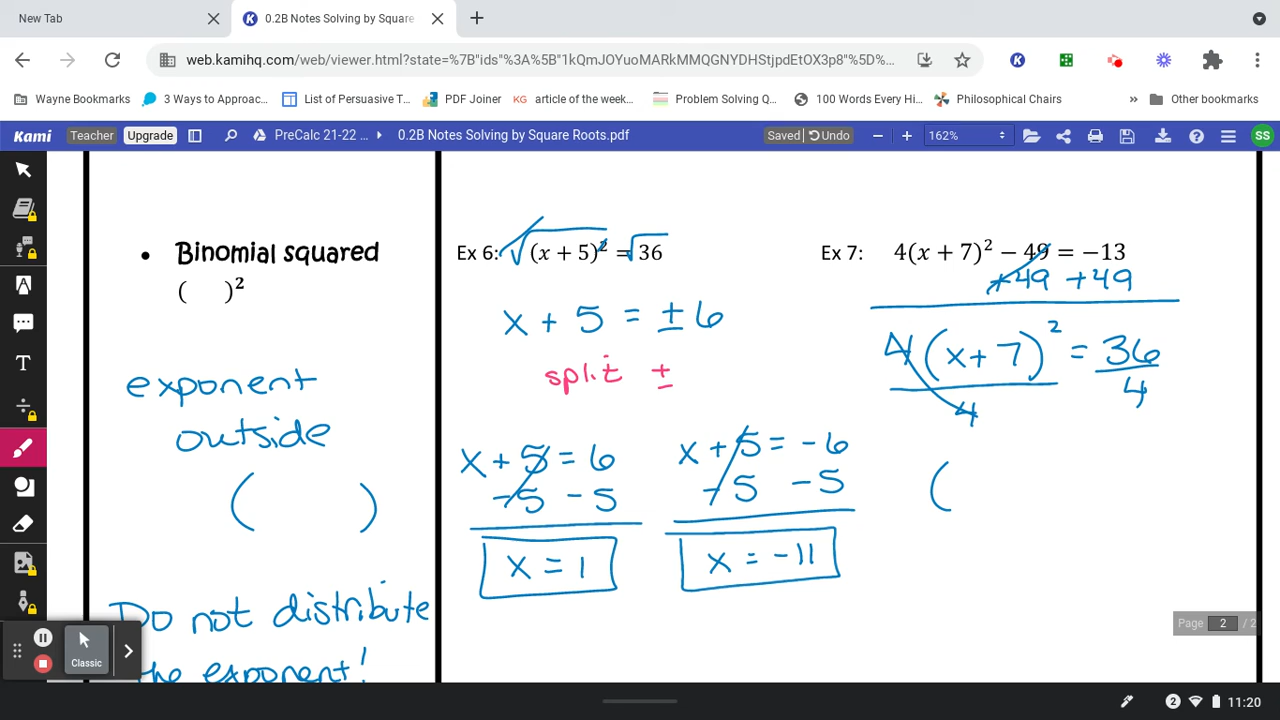 New Tab
0.2B Notes Solving by Square
web.kamihq.com/web/viewer.html?state=%7B"ids"%3A%5B"1kQmJOYuoMARkMMQGNYDHStjpdEtOX3p8"%5D%...
Wayne Bookmarks
3 Ways to Approac...
List of Persuasive T...
PDF Joiner
KG article of the week...
Problem Solving Q...
100 Words Every Hi...
Philosophical Chairs
»
Other bookmarks
Kami
Teacher
Upgrade
PreCalc 21-22 ...
0.2B Notes Solving by Square Roots.pdf
Saved
Undo
162%
SS
• Binomial squared
( )²
exponent
outside
( )
Do not distribute
the exponent!
Ex 6: √(x + 5)² = √36
x + 5 = ± 6
split ±
x + 5 = 6
-5 -5
x = 1
x + 5 = -6
-5 -5
x = -11
Ex 7: 4(x + 7)² − 49 = −13
+49 +49
4(x + 7)² = 36
4 4
(
Page 2 / 2
Classic
2
11:20